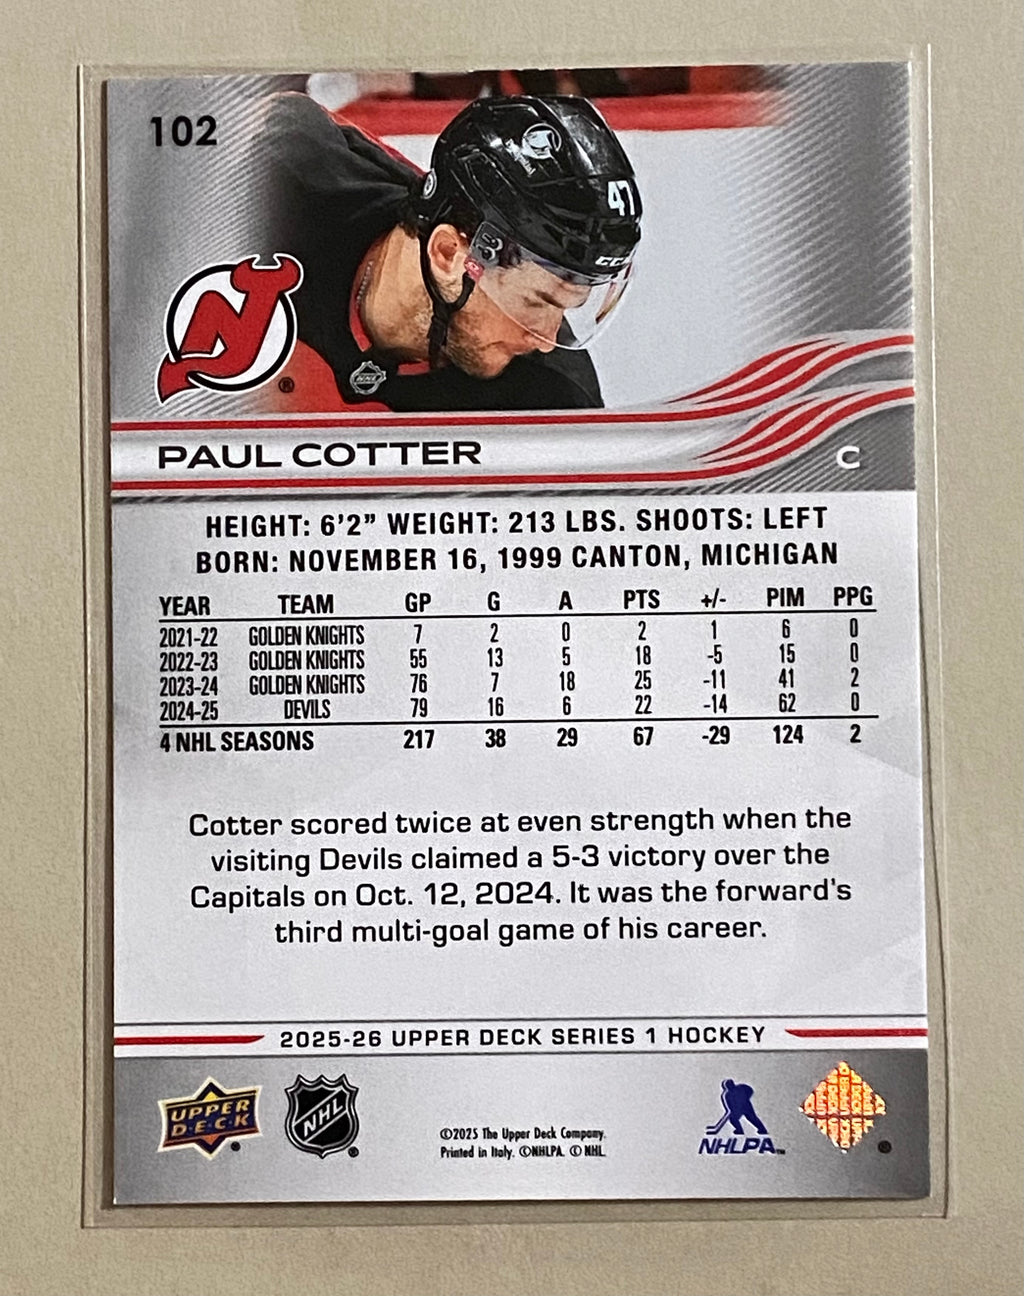 102
47
CCM
NHL
PAUL COTTER
C
HEIGHT: 6'2" WEIGHT: 213 LBS. SHOOTS: LEFT
BORN: NOVEMBER 16, 1999 CANTON, MICHIGAN
YEAR TEAM GP G A PTS +/- PIM PPG
2021-22 GOLDEN KNIGHTS 7 2 0 2 1 6 0
2022-23 GOLDEN KNIGHTS 55 13 5 18 -5 15 0
2023-24 GOLDEN KNIGHTS 76 7 18 25 -11 41 2
2024-25 DEVILS 79 16 6 22 -14 62 0
4 NHL SEASONS 217 38 29 67 -29 124 2
Cotter scored twice at even strength when the
visiting Devils claimed a 5-3 victory over the
Capitals on Oct. 12, 2024. It was the forward's
third multi-goal game of his career.
2025-26 UPPER DECK SERIES 1 HOCKEY
UPPER
D·E·C·K
NHL
©2025 The Upper Deck Company.
Printed in Italy. ©NHLPA. © NHL.
NHLPA™